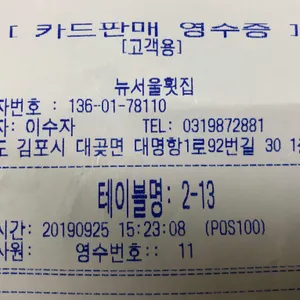 [ 카드판매 영수증 ]
[고객용]
뉴서울횟집
자번호 : 136-01-78110
자: 이수자 TEL: 0319872881
도 김포시 대곶면 대명항1로92번길 30 1
테이블명: 2-13
시간: 20190925 15:23:08 (POS100)
사원: 영수번호:: 11